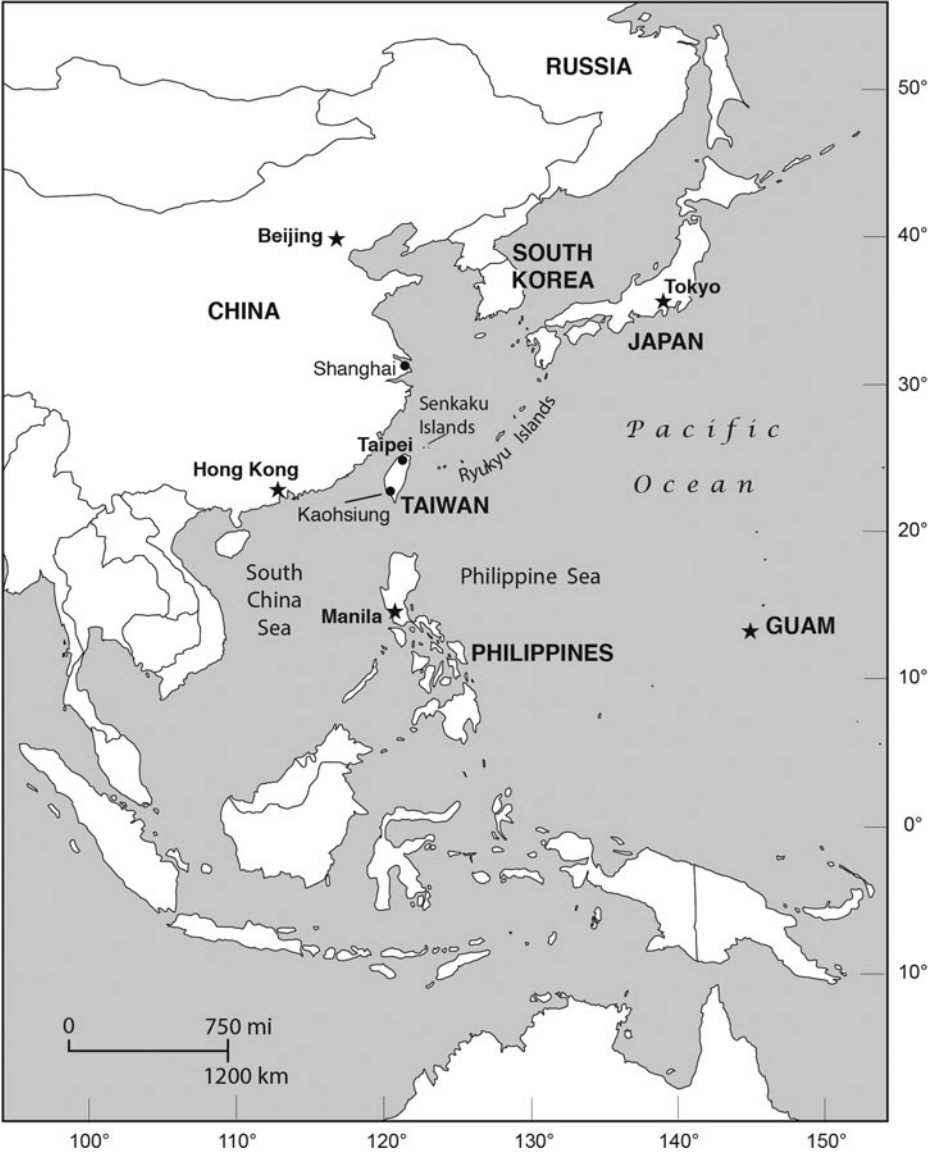 RUSSIA
50°
Beijing
40°
SOUTH
KOREA
Tokyo
CHINA
JAPAN
Shanghai
30°
Senkaku
Islands
Ryukyu Islands
Pacific
Ocean
Taipei
Hong Kong
TAIWAN
Kaohsiung
20°
South
China
Sea
Philippine Sea
Manila
GUAM
PHILIPPINES
10°
0°
10°
0 750 mi
1200 km
100° 110° 120° 130° 140° 150°